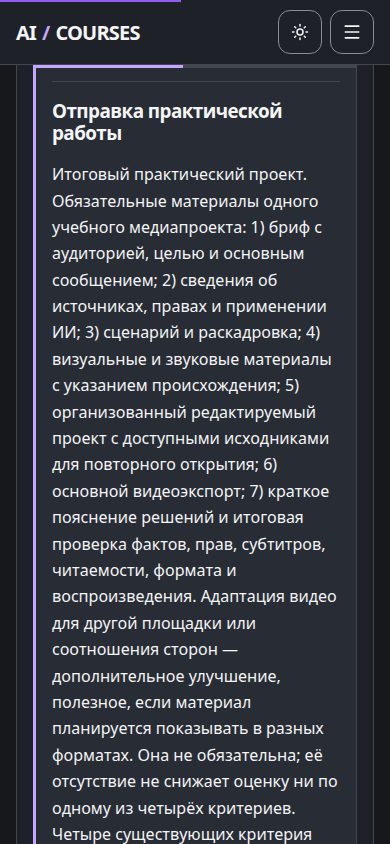 AI / COURSES
Отправка практической
работы
Итоговый практический проект.
Обязательные материалы одного
учебного медиапроекта: 1) бриф с
аудиторией, целью и основным
сообщением; 2) сведения об
источниках, правах и применении
ИИ; 3) сценарий и раскадровка; 4)
визуальные и звуковые материалы
с указанием происхождения; 5)
организованный редактируемый
проект с доступными исходниками
для повторного открытия; 6)
основной видеоэкспорт; 7) краткое
пояснение решений и итоговая
проверка фактов, прав, субтитров,
читаемости, формата и
воспроизведения. Адаптация видео
для другой площадки или
соотношения сторон —
дополнительное улучшение,
полезное, если материал
планируется показывать в разных
форматах. Она не обязательна; её
отсутствие не снижает оценку ни по
одному из четырёх критериев.
Четыре существующих критерия